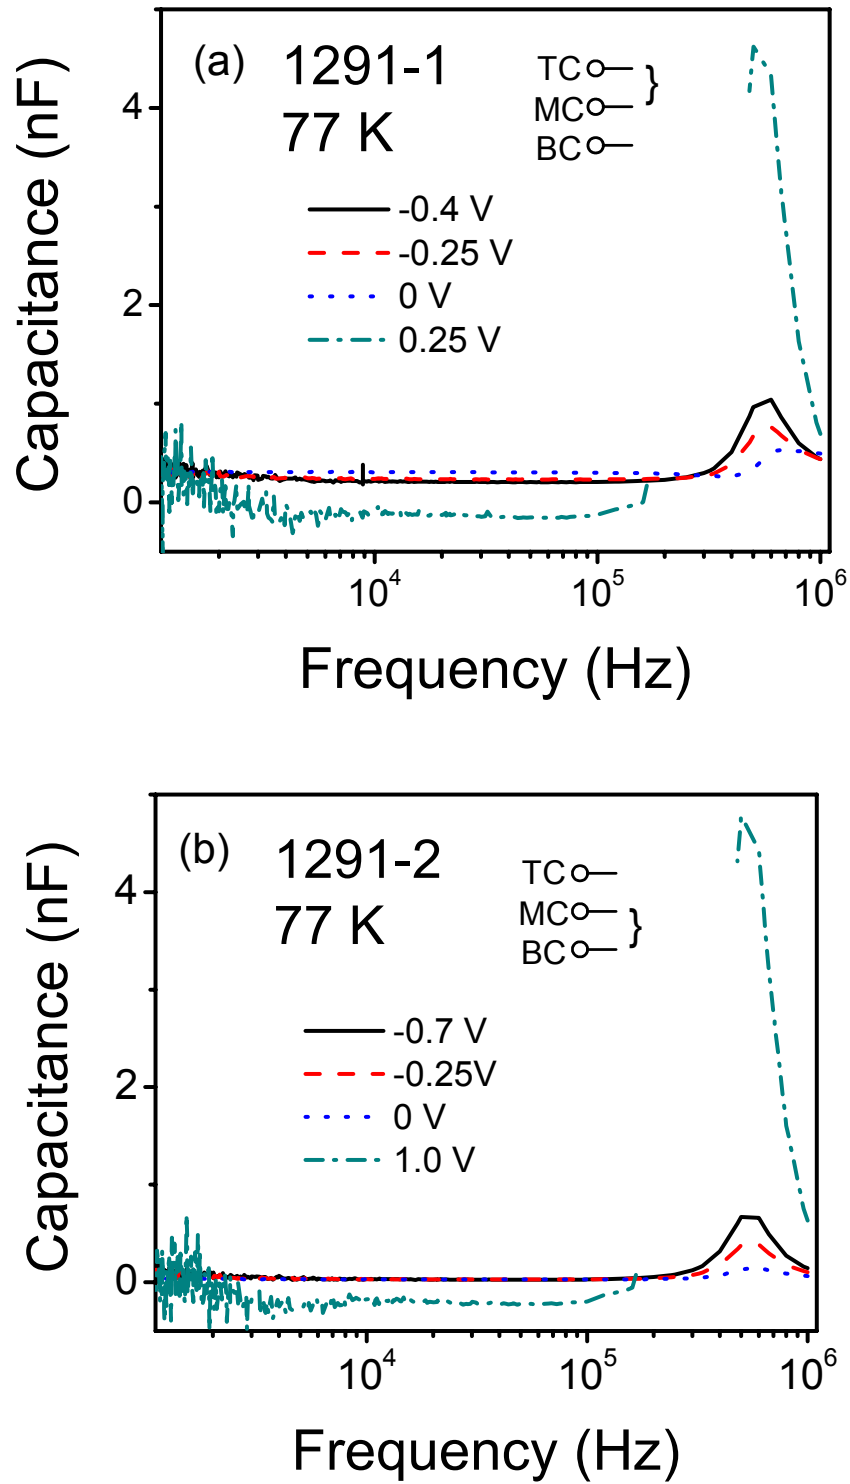 (a) 1291-1
77 K
TC
MC
BC
}
-0.4 V
-0.25 V
0 V
0.25 V
Capacitance (nF)
4
2
0
10⁴ 10⁵ 10⁶
Frequency (Hz)
(b) 1291-2
77 K
TC
MC
BC
}
-0.7 V
-0.25V
0 V
1.0 V
Capacitance (nF)
4
2
0
10⁴ 10⁵ 10⁶
Frequency (Hz)